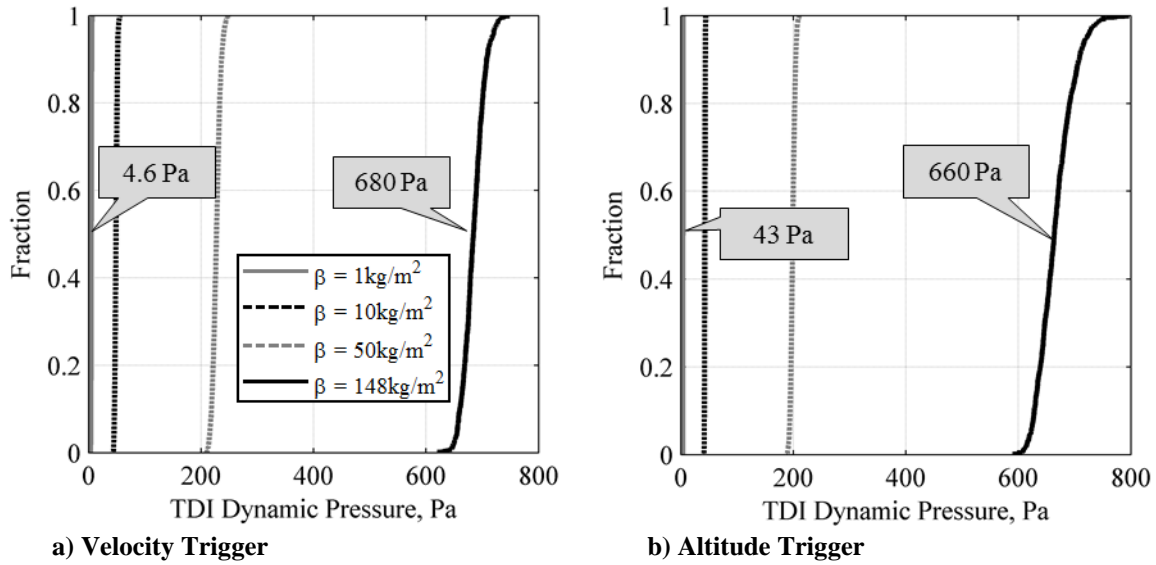 1
0.8
0.6
0.4
0.2
0
Fraction
4.6 Pa
680 Pa
β = 1kg/m²
β = 10kg/m²
β = 50kg/m²
β = 148kg/m²
0 200 400 600 800
TDI Dynamic Pressure, Pa
a) Velocity Trigger
1
0.8
0.6
0.4
0.2
0
Fraction
660 Pa
43 Pa
0 200 400 600 800
TDI Dynamic Pressure, Pa
b) Altitude Trigger